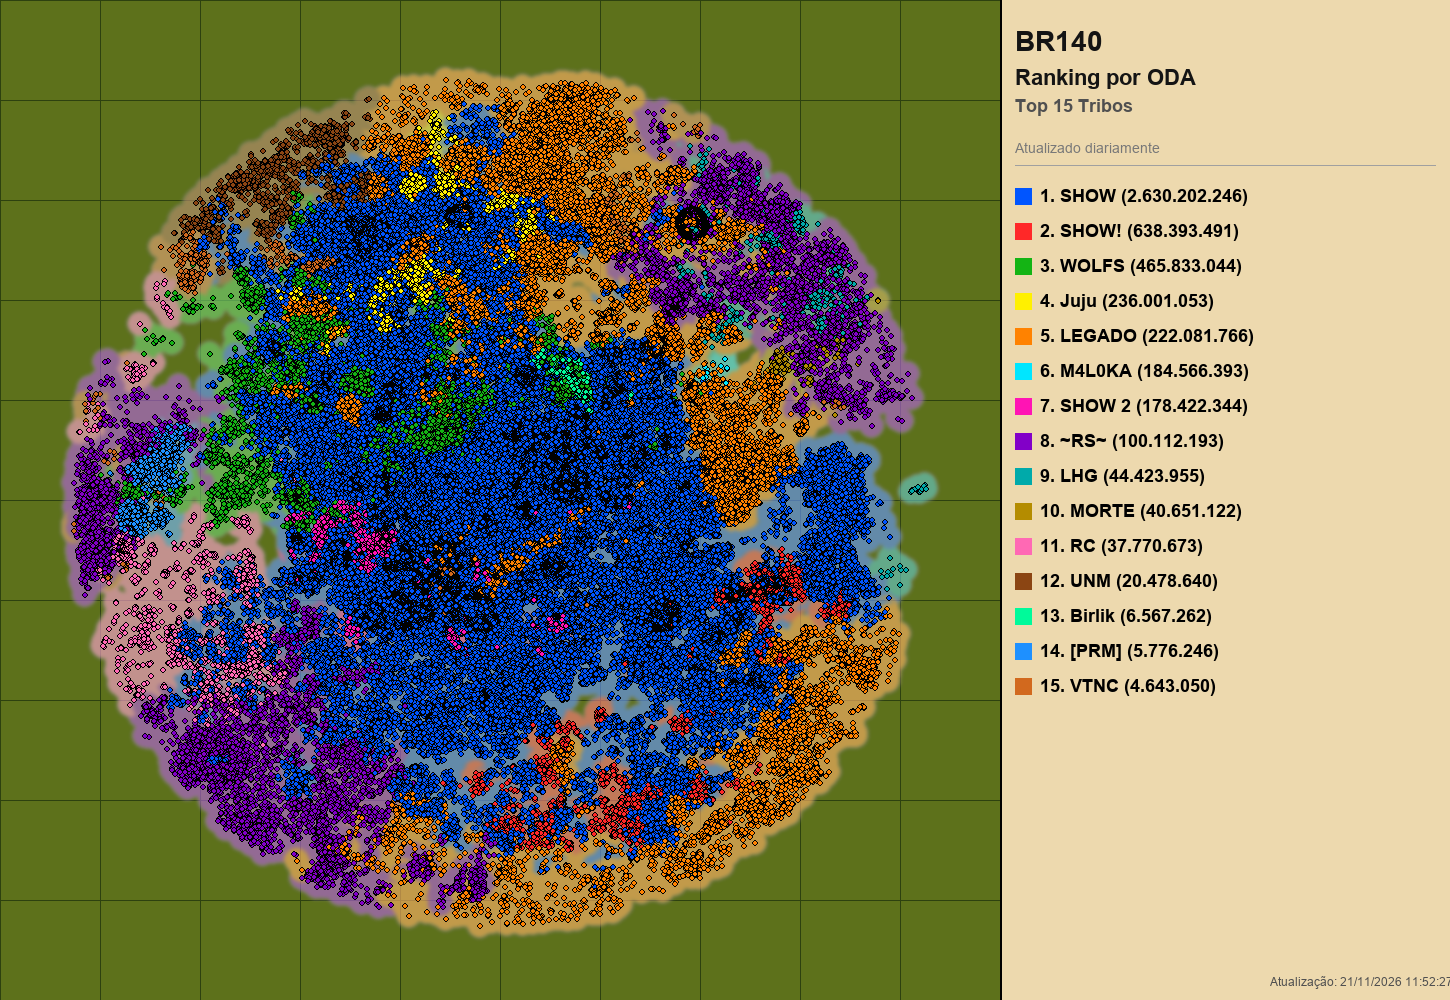 BR140
Ranking por ODA
Top 15 Tribos
Atualizado diariamente
1. SHOW (2.630.202.246)
2. SHOW! (638.393.491)
3. WOLFS (465.833.044)
4. Juju (236.001.053)
5. LEGADO (222.081.766)
6. M4L0KA (184.566.393)
7. SHOW 2 (178.422.344)
8. ~RS~ (100.112.193)
9. LHG (44.423.955)
10. MORTE (40.651.122)
11. RC (37.770.673)
12. UNM (20.478.640)
13. Birlik (6.567.262)
14. [PRM] (5.776.246)
15. VTNC (4.643.050)
Atualização: 21/11/2026 11:52:27